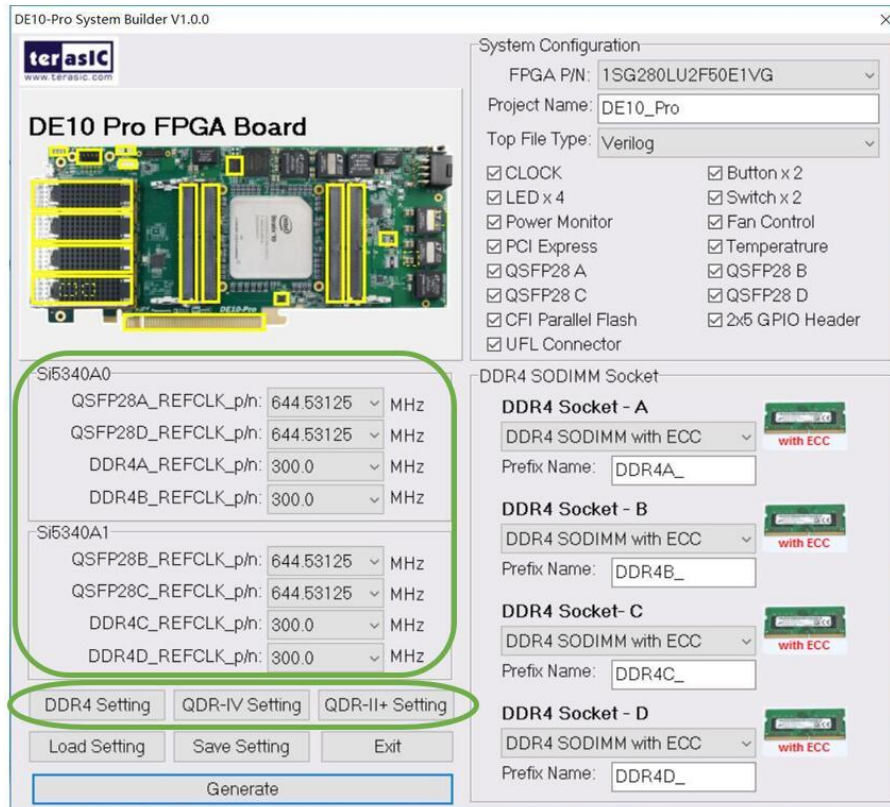 DE10-Pro System Builder V1.0.0
terasIC
www.terasic.com
DE10 Pro FPGA Board
DE10-Pro
System Configuration
FPGA P/N: 1SG280LU2F50E1VG
Project Name: DE10_Pro
Top File Type: Verilog
CLOCK Button x 2
LED x 4 Switch x 2
Power Monitor Fan Control
PCI Express Temperatrure
QSFP28 A QSFP28 B
QSFP28 C QSFP28 D
CFI Parallel Flash 2x5 GPIO Header
UFL Connector
Si5340A0
QSFP28A_REFCLK_p/n: 644.53125 MHz
QSFP28D_REFCLK_p/n: 644.53125 MHz
DDR4A_REFCLK_p/n: 300.0 MHz
DDR4B_REFCLK_p/n: 300.0 MHz
Si5340A1
QSFP28B_REFCLK_p/n: 644.53125 MHz
QSFP28C_REFCLK_p/n: 644.53125 MHz
DDR4C_REFCLK_p/n: 300.0 MHz
DDR4D_REFCLK_p/n: 300.0 MHz
DDR4 Setting QDR-IV Setting QDR-II+ Setting
Load Setting Save Setting Exit
Generate
DDR4 SODIMM Socket
DDR4 Socket - A
DDR4 SODIMM with ECC
with ECC
Prefix Name: DDR4A_
DDR4 Socket - B
DDR4 SODIMM with ECC
with ECC
Prefix Name: DDR4B_
DDR4 Socket- C
DDR4 SODIMM with ECC
with ECC
Prefix Name: DDR4C_
DDR4 Socket - D
DDR4 SODIMM with ECC
with ECC
Prefix Name: DDR4D_